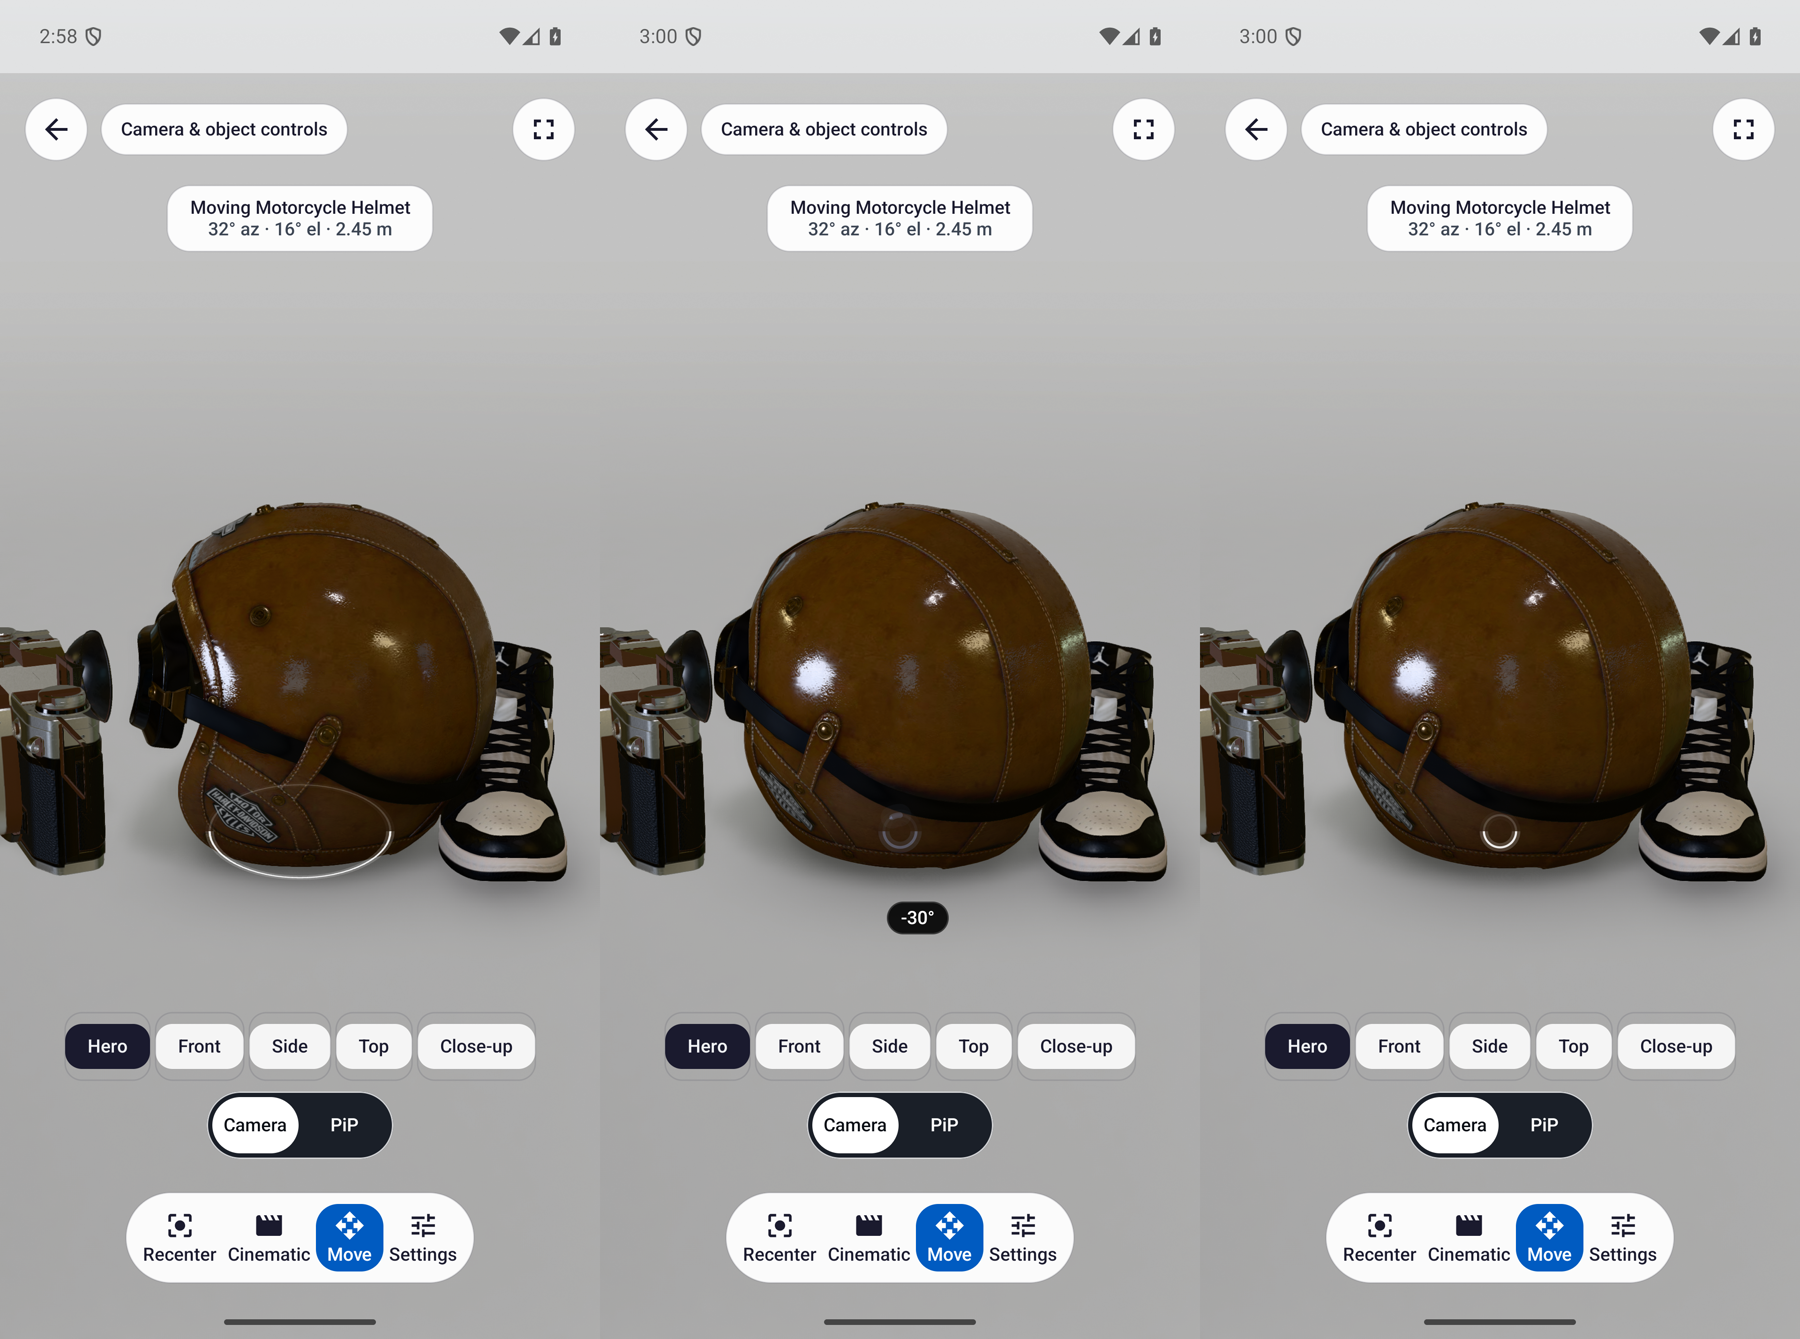 2:58
Camera & object controls
Moving Motorcycle Helmet
32° az · 16° el · 2.45 m
MOTOR
HARLEY-DAVIDSON
CYCLES
Hero
Front
Side
Top
Close-up
Camera
PiP
Recenter
Cinematic
Move
Settings
3:00
Camera & object controls
Moving Motorcycle Helmet
32° az · 16° el · 2.45 m
-30°
Hero
Front
Side
Top
Close-up
Camera
PiP
Recenter
Cinematic
Move
Settings
3:00
Camera & object controls
Moving Motorcycle Helmet
32° az · 16° el · 2.45 m
Hero
Front
Side
Top
Close-up
Camera
PiP
Recenter
Cinematic
Move
Settings